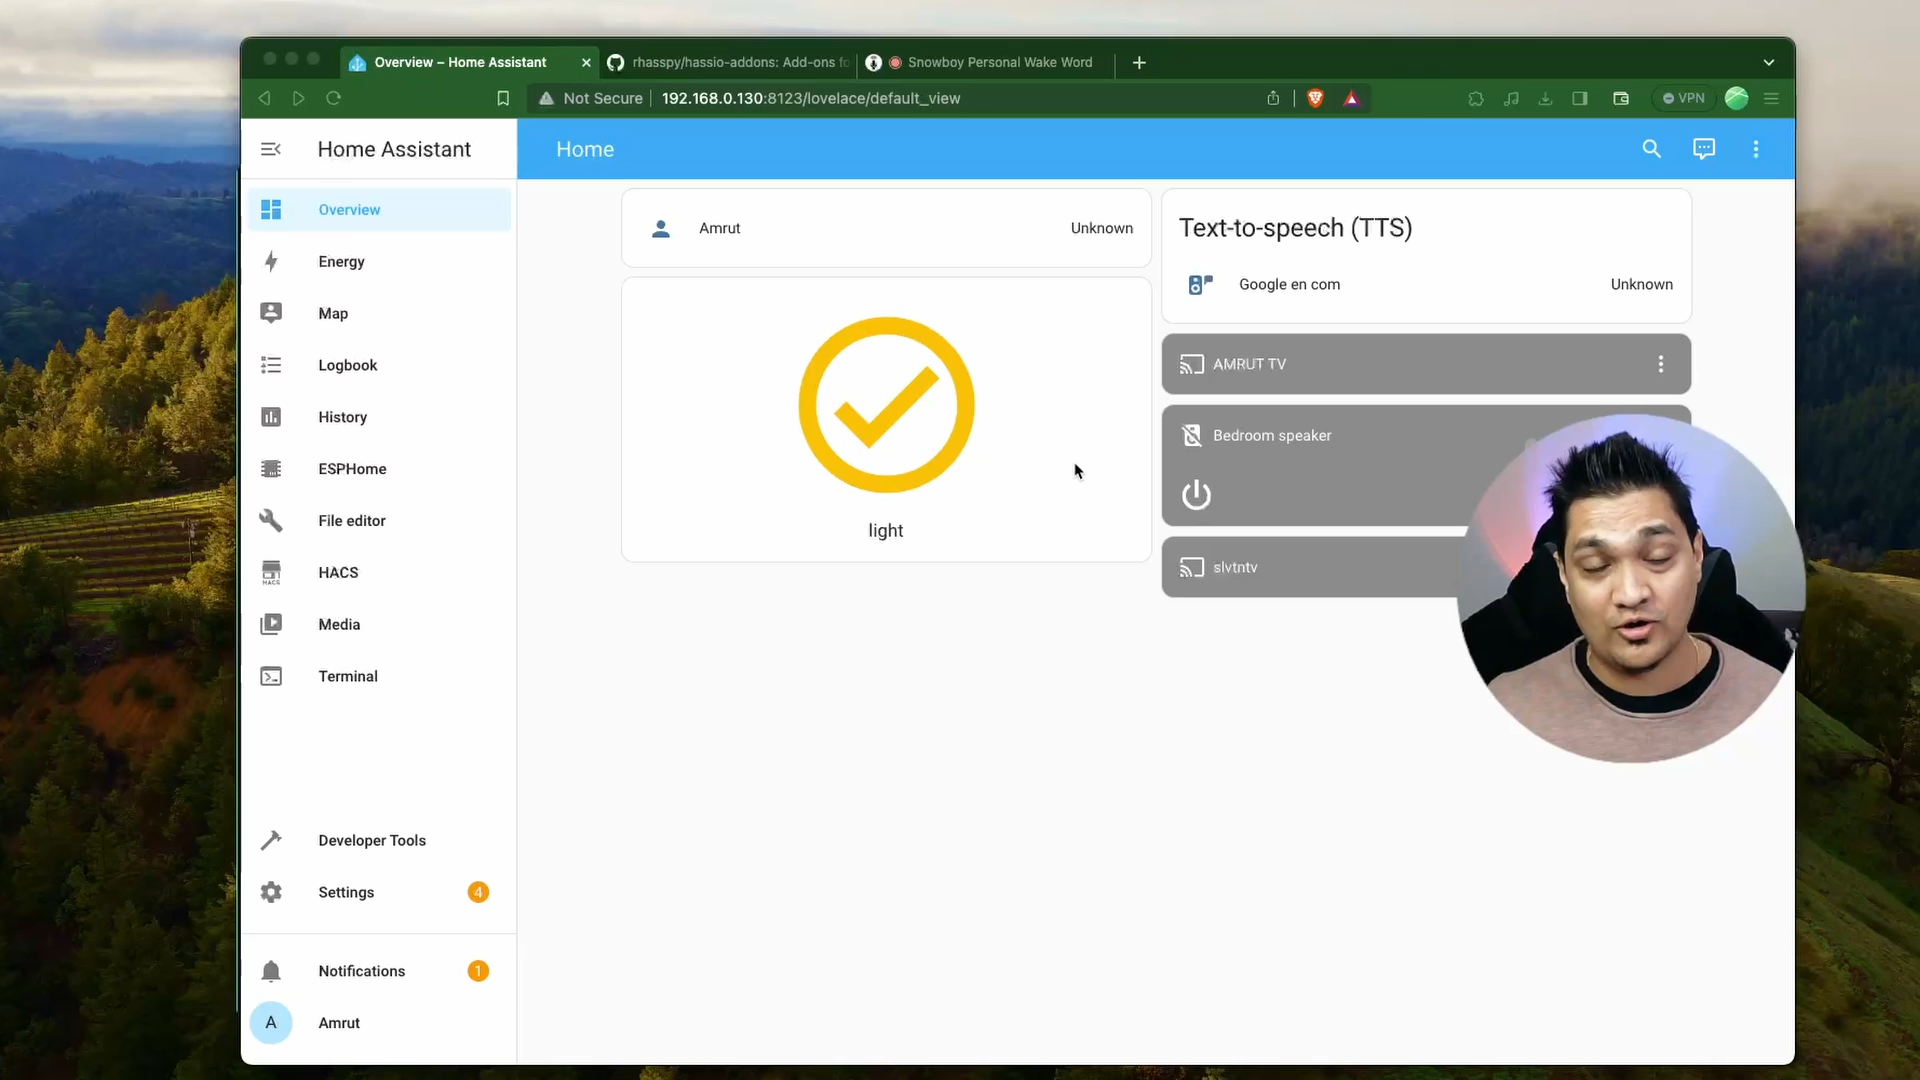 Overview – Home Assistant
rhasspy/hassio-addons: Add-ons fo
Snowboy Personal Wake Word
Not Secure
192.168.0.130:8123/lovelace/default_view
VPN
Home Assistant
Home
Overview
Energy
Map
Logbook
History
ESPHome
File editor
HACS
HACS
Media
Terminal
Developer Tools
Settings
4
Notifications
1
A
Amrut
Amrut
Unknown
light
Text-to-speech (TTS)
Google en com
Unknown
AMRUT TV
Bedroom speaker
slvtntv